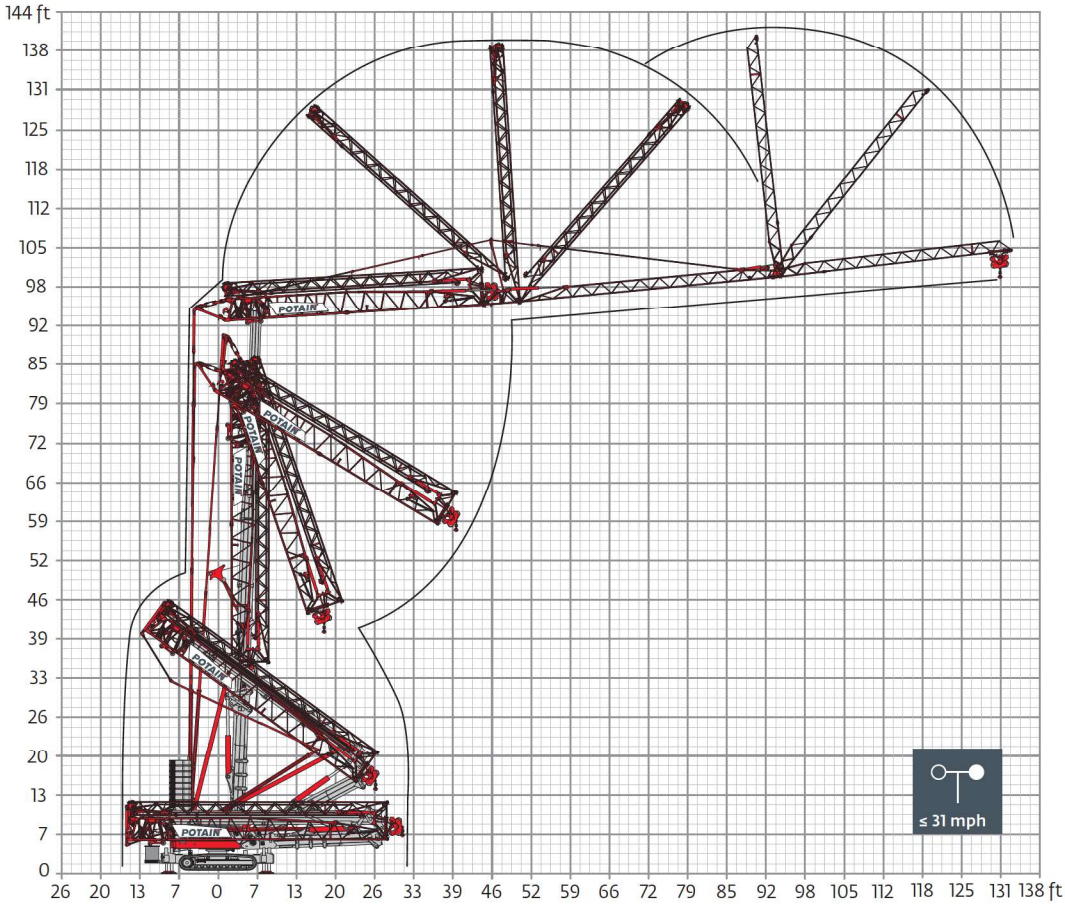 144 ft
138
131
125
118
112
105
98
92
85
79
72
66
59
52
46
39
33
26
20
13
7
0
POTAIN
POTAIN
POTAIN
POTAIN
POTAIN
POTAIN
≤ 31 mph
26 20 13 7 0 7 13 20 26 33 39 46 52 59 66 72 79 85 92 98 105 112 118 125 131 138 ft